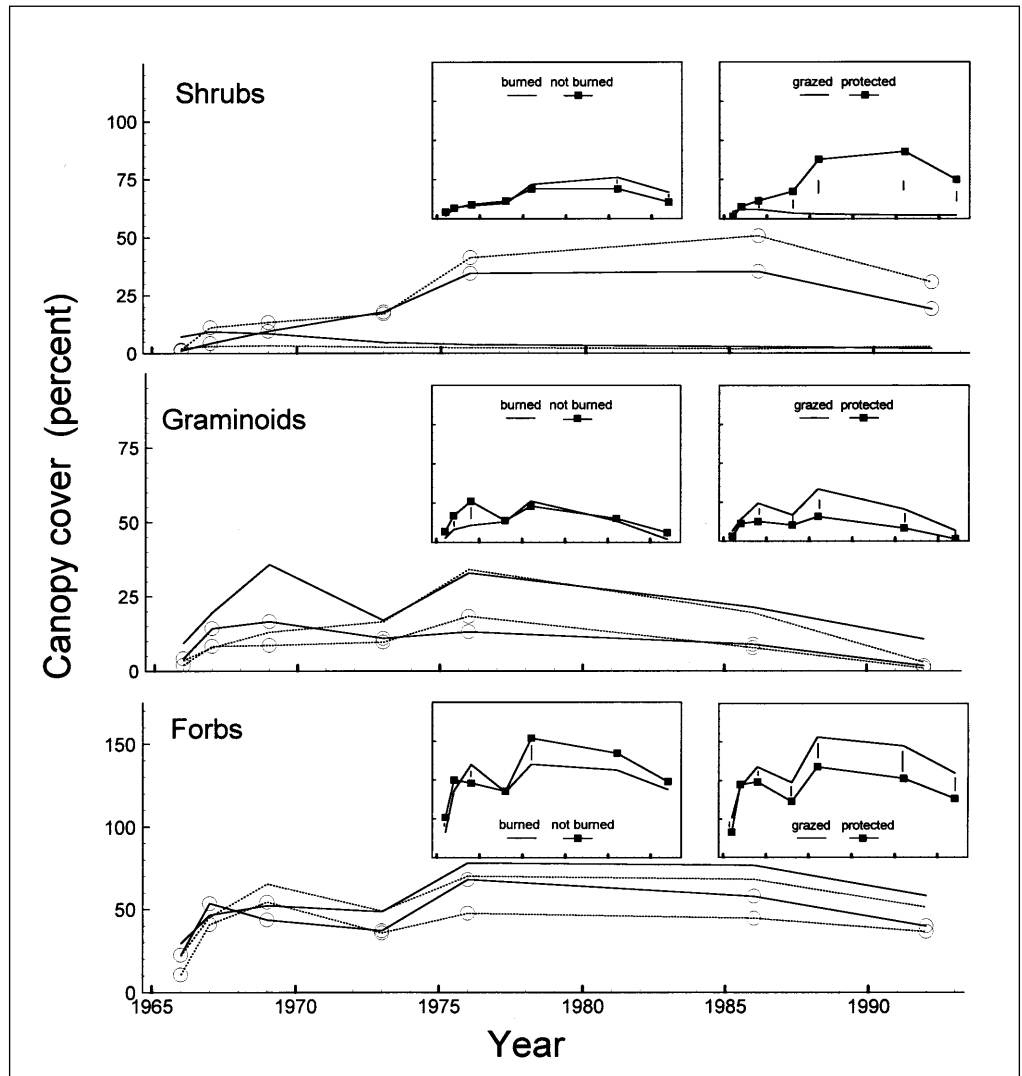 Shrubs
burned not burned
grazed protected
100
75
50
25
0
Graminoids
burned not burned
grazed protected
75
50
25
0
Forbs
burned not burned
grazed protected
150
100
50
0
1965 1970 1975 1980 1985 1990
Year
Canopy cover (percent)